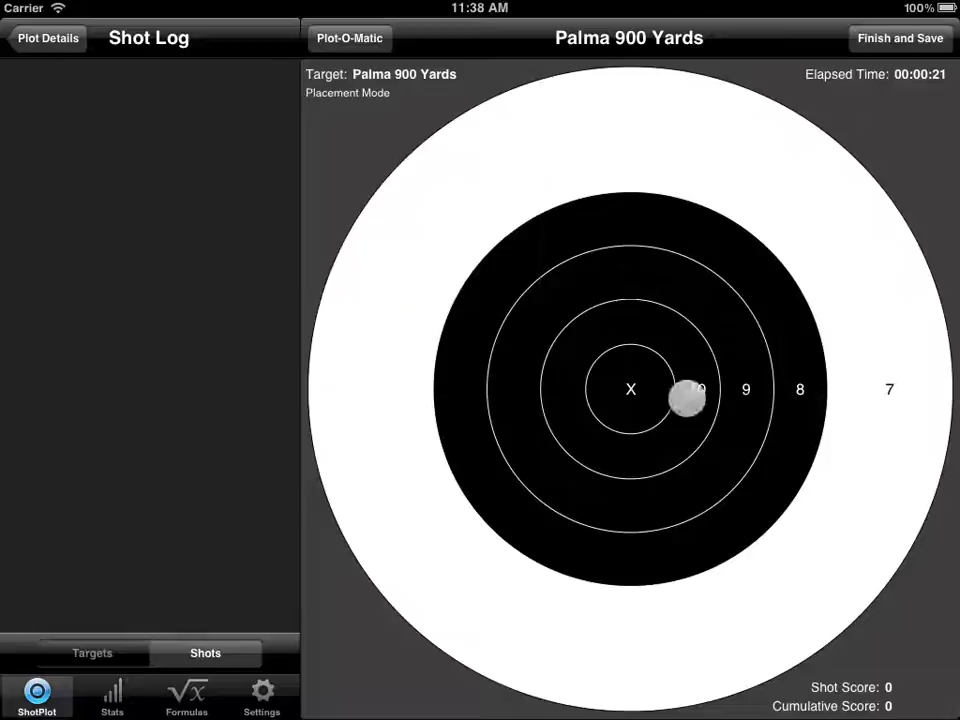 Carrier 11:38 AM 100%
Plot Details Shot Log Plot-O-Matic Palma 900 Yards Finish and Save
Target: Palma 900 Yards Elapsed Time: 00:00:21
Placement Mode
X 9 8 7
Targets Shots
Shot Score: 0
Cumulative Score: 0
ShotPlot Stats √x Formulas Settings